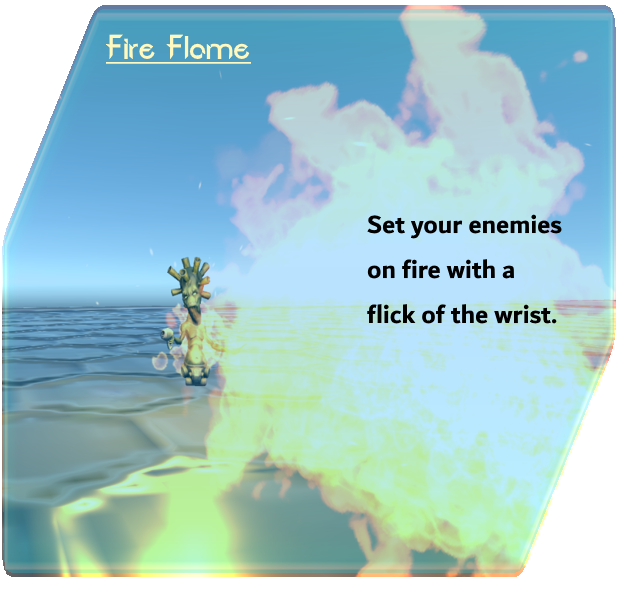 Fire Flame
Set your enemies
on fire with a
flick of the wrist.